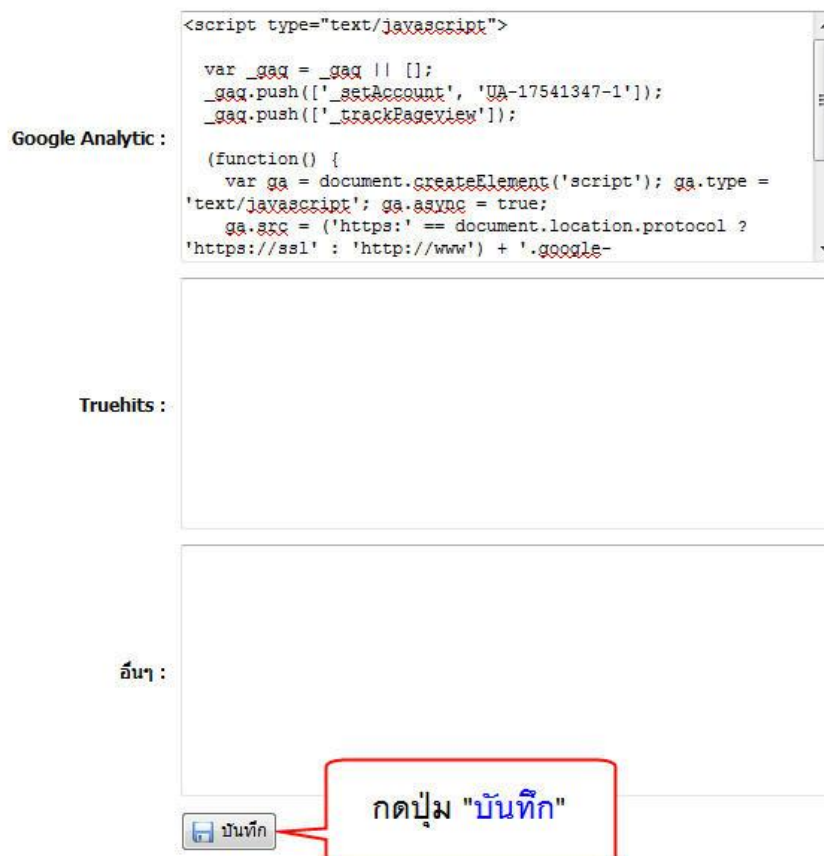 <script type="text/javascript">
var _gaq = _gaq || [];
_gaq.push(['_setAccount', 'UA-17541347-1']);
_gaq.push(['_trackPageview']);
Google Analytic :
(function() {
var ga = document.createElement('script'); ga.type =
'text/javascript'; ga.async = true;
ga.src = ('https:' == document.location.protocol ?
'https://ssl' : 'http://www') + '.google-
Truehits :
อื่นๆ :
กดปุ่ม "บันทึก"
บันทึก